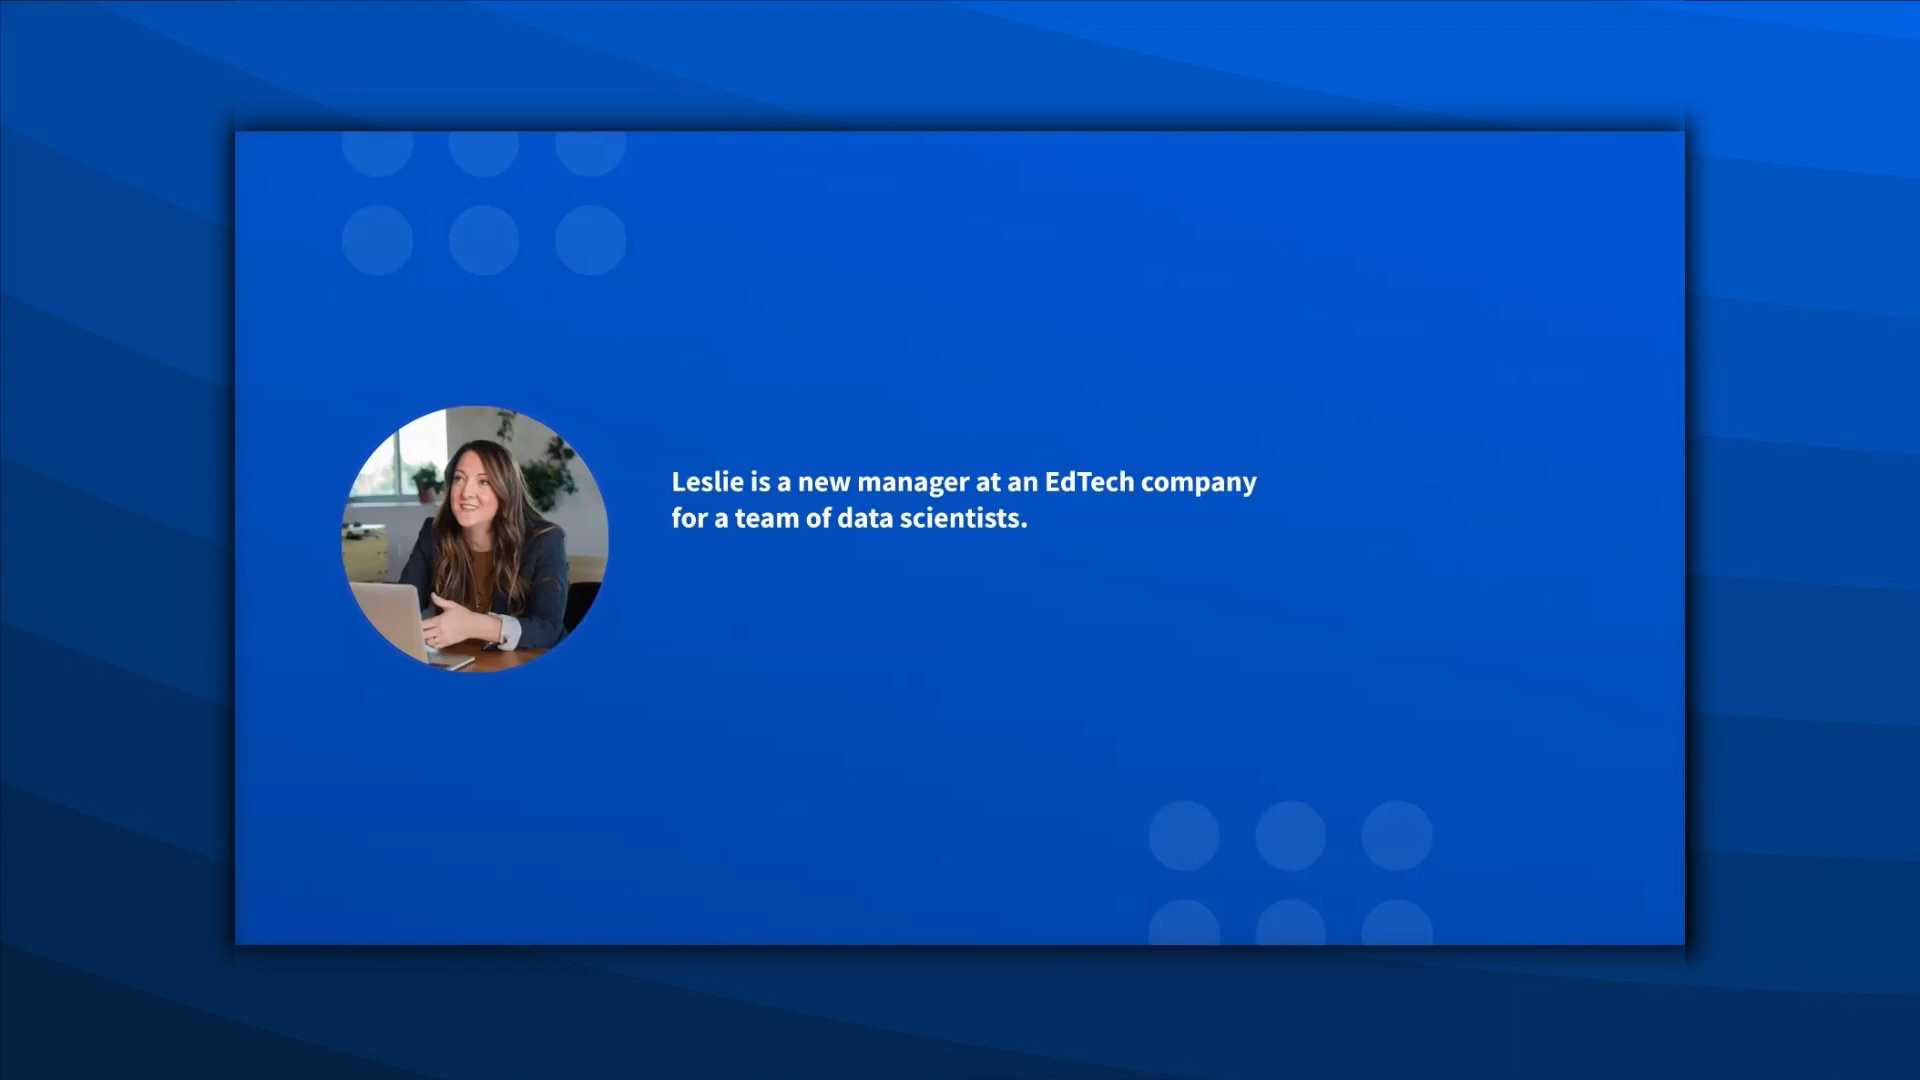 Leslie is a new manager at an EdTech company
for a team of data scientists.